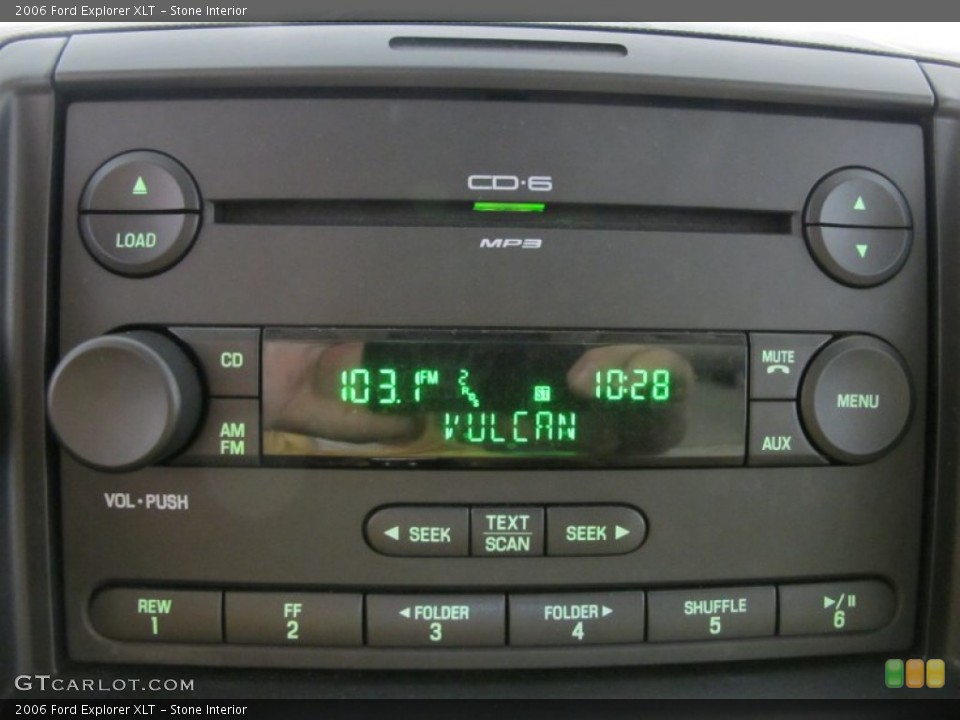 2006 Ford Explorer XLT – Stone Interior
CD·6
LOAD
MP3
CD
103.1 FM
10:28
MUTE
MENU
AM
FM
VULCAN
AUX
VOL · PUSH
◄ SEEK
TEXT
SCAN
SEEK ►
REW
1
FF
2
◄ FOLDER
3
FOLDER ►
4
SHUFFLE
5
►/II
6
GTCARLOT.COM
2006 Ford Explorer XLT – Stone Interior